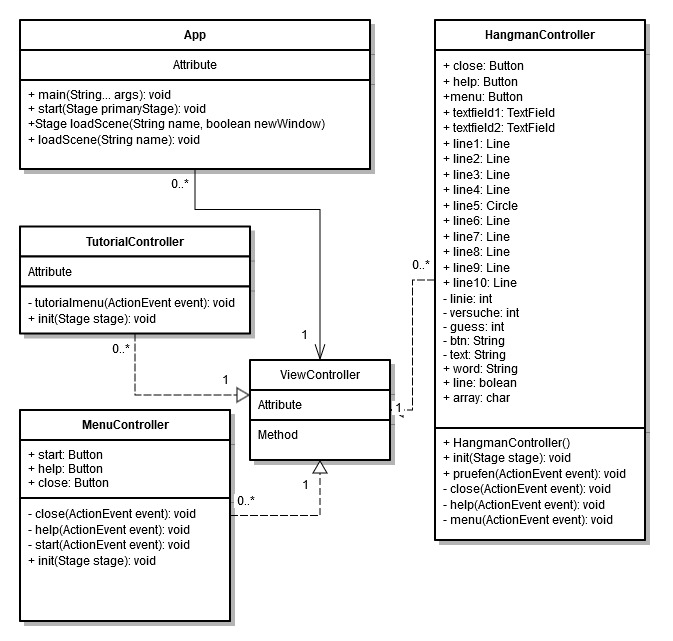 App
Attribute
+ main(String... args): void
+ start(Stage primaryStage): void
+Stage loadScene(String name, boolean newWindow)
+ loadScene(String name): void
0..*
1
TutorialController
Attribute
- tutorialmenu(ActionEvent event): void
+ init(Stage stage): void
0..*
1
ViewController
Attribute
Method
MenuController
+ start: Button
+ help: Button
+ close: Button
- close(ActionEvent event): void
- help(ActionEvent event): void
- start(ActionEvent event): void
+ init(Stage stage): void
0..*
1
HangmanController
+ close: Button
+ help: Button
+menu: Button
+ textfield1: TextField
+ textfield2: TextField
+ line1: Line
+ line2: Line
+ line3: Line
+ line4: Line
+ line5: Circle
+ line6: Line
+ line7: Line
+ line8: Line
+ line9: Line
+ line10: Line
- linie: int
- versuche: int
- guess: int
- btn: String
- text: String
+ word: String
+ line: bolean
+ array: char
+ HangmanController()
+ init(Stage stage): void
+ pruefen(ActionEvent event): void
- close(ActionEvent event): void
- help(ActionEvent event): void
- menu(ActionEvent event): void
0..*
1